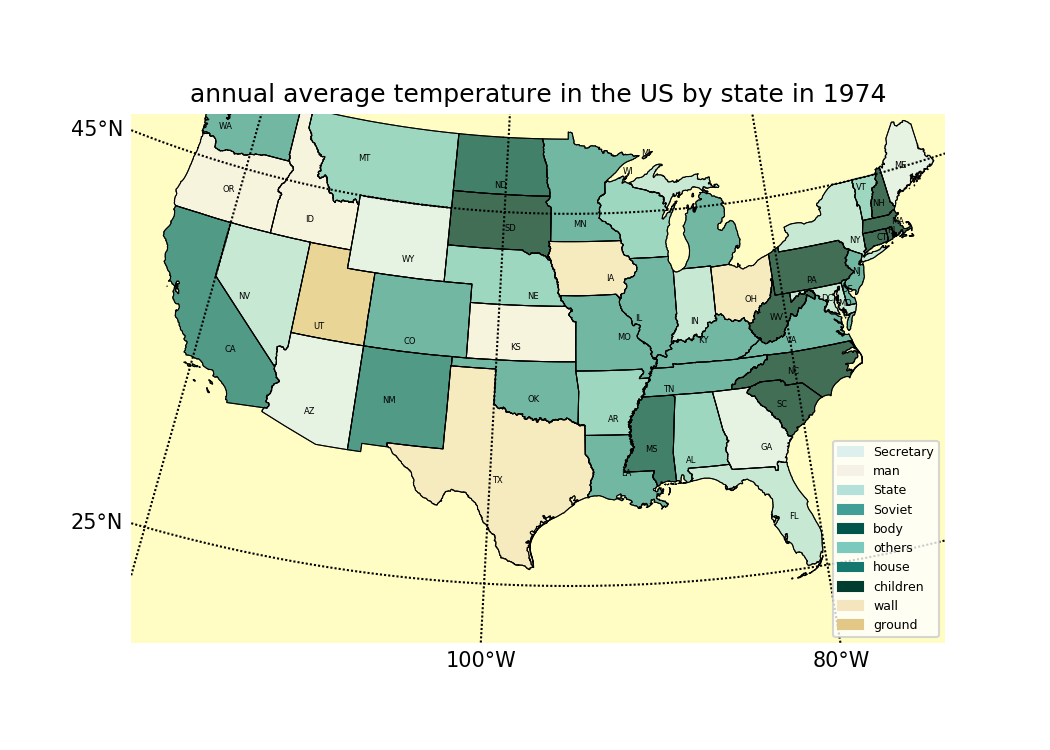 annual average temperature in the US by state in 1974
45°N
25°N
100°W
80°W
WA
MT
ND
MN
WI
MI
ME
OR
ID
WY
SD
VT
NH
MA
NY
CT
NV
UT
CO
NE
IA
IL
IN
OH
PA
NJ
WV
MD
CA
AZ
NM
KS
MO
KY
VA
OK
AR
TN
NC
SC
TX
LA
MS
AL
GA
FL
Secretary
man
State
Soviet
body
others
house
children
wall
ground